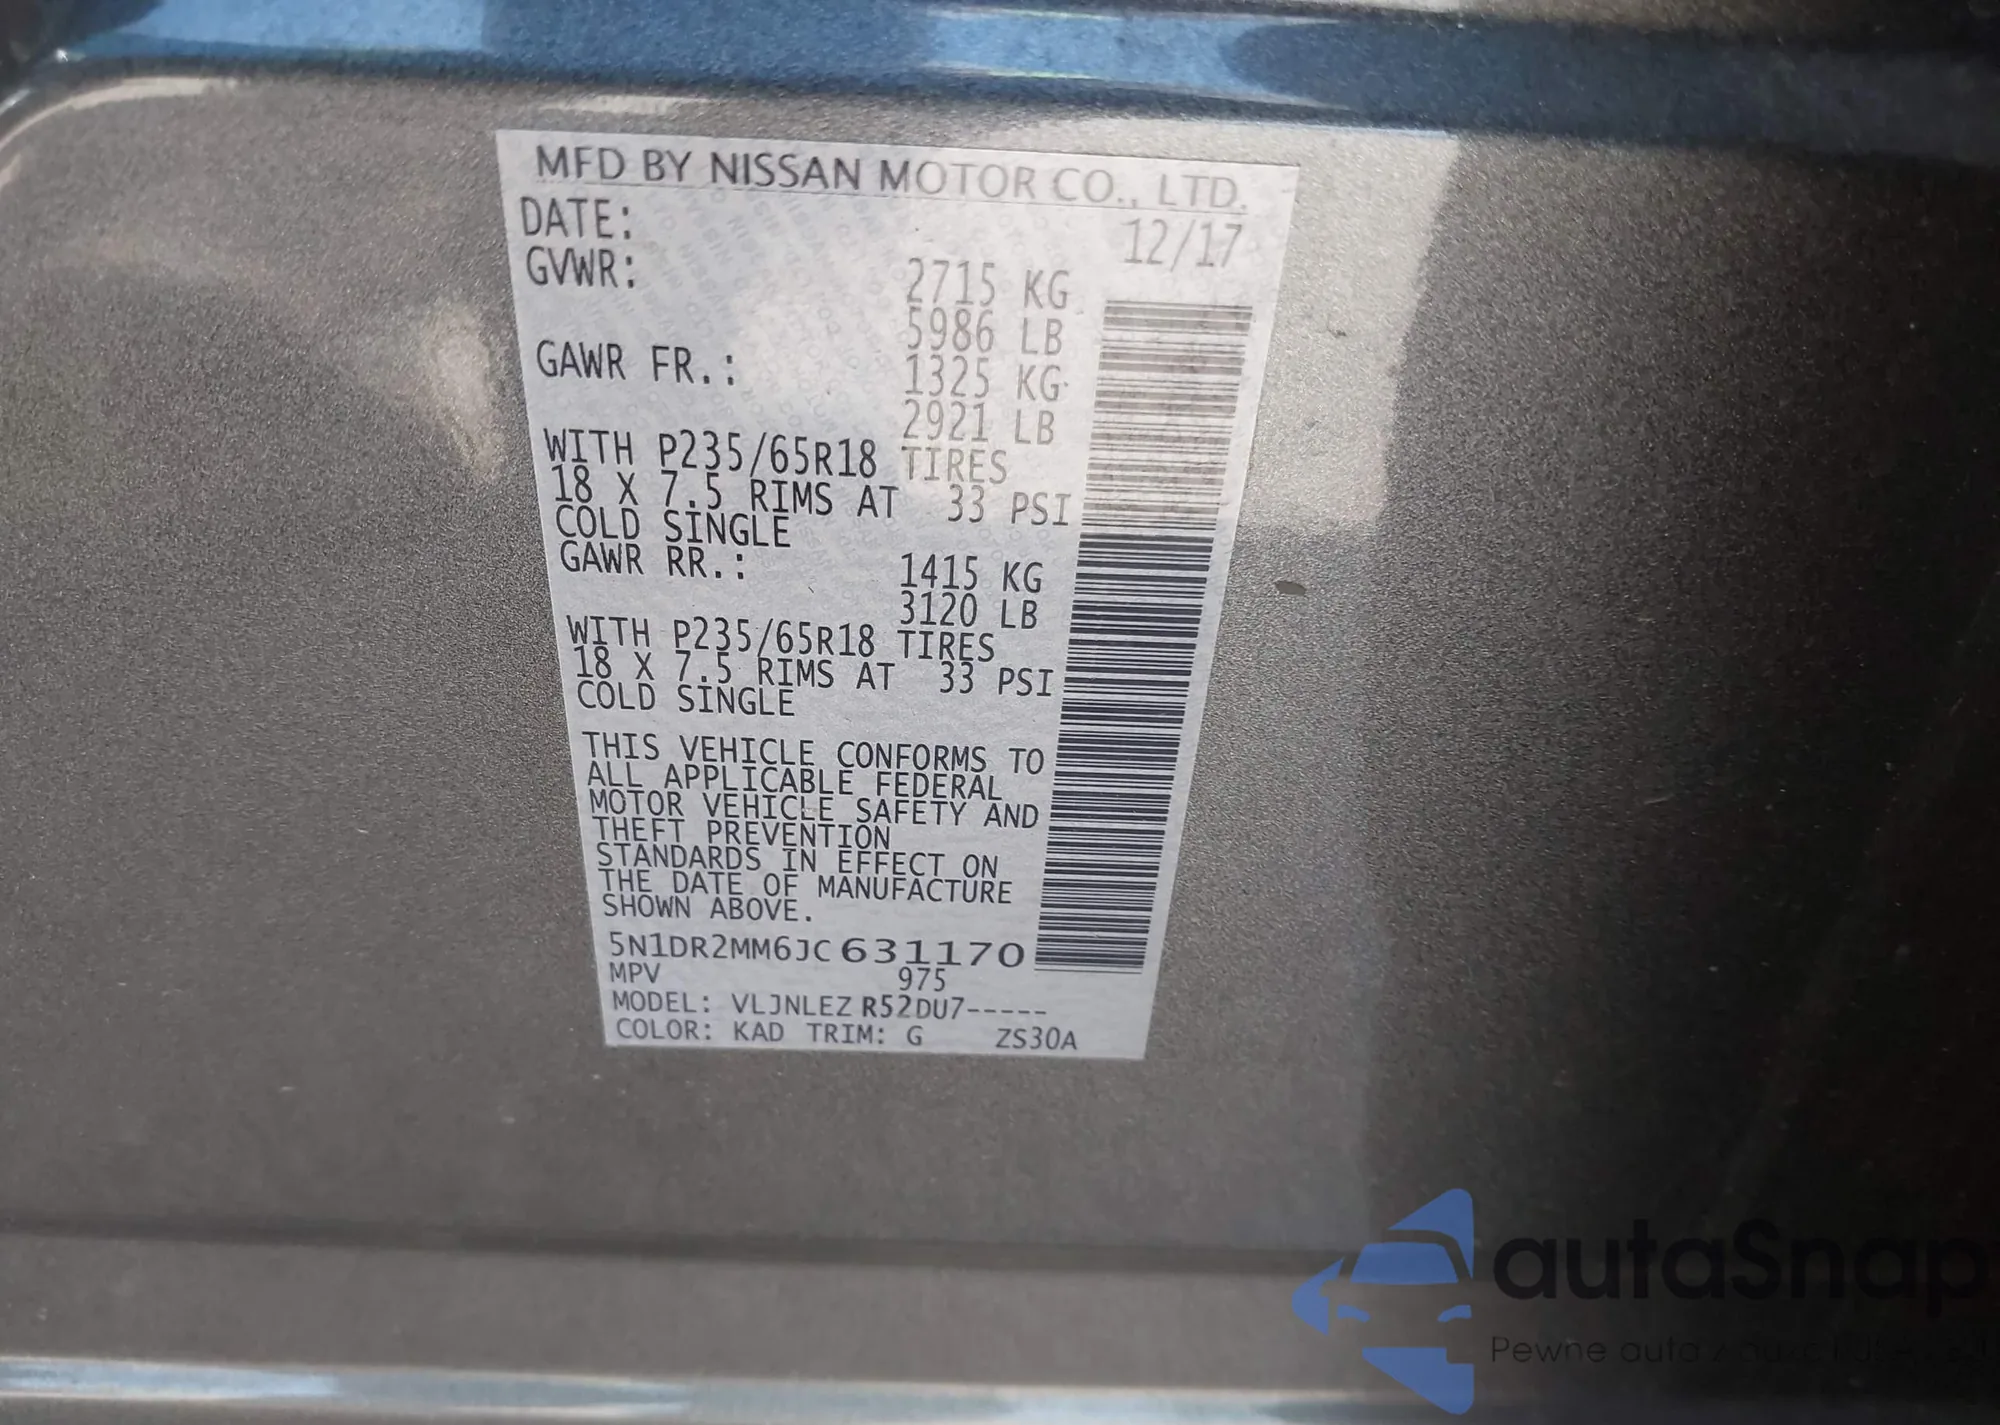 MFD BY NISSAN MOTOR CO., LTD.
DATE: 12/17
GVWR: 2715 KG
5986 LB
GAWR FR.: 1325 KG
2921 LB
WITH P235/65R18 TIRES
18 X 7.5 RIMS AT 33 PSI
COLD SINGLE
GAWR RR.: 1415 KG
3120 LB
WITH P235/65R18 TIRES
18 X 7.5 RIMS AT 33 PSI
COLD SINGLE
THIS VEHICLE CONFORMS TO
ALL APPLICABLE FEDERAL
MOTOR VEHICLE SAFETY AND
THEFT PREVENTION
STANDARDS IN EFFECT ON
THE DATE OF MANUFACTURE
SHOWN ABOVE.
5N1DR2MM6JC631170
MPV 975
MODEL: VLJNLEZ R52DU7-----
COLOR: KAD TRIM: G ZS30A
autaSnap
Pewne auto z